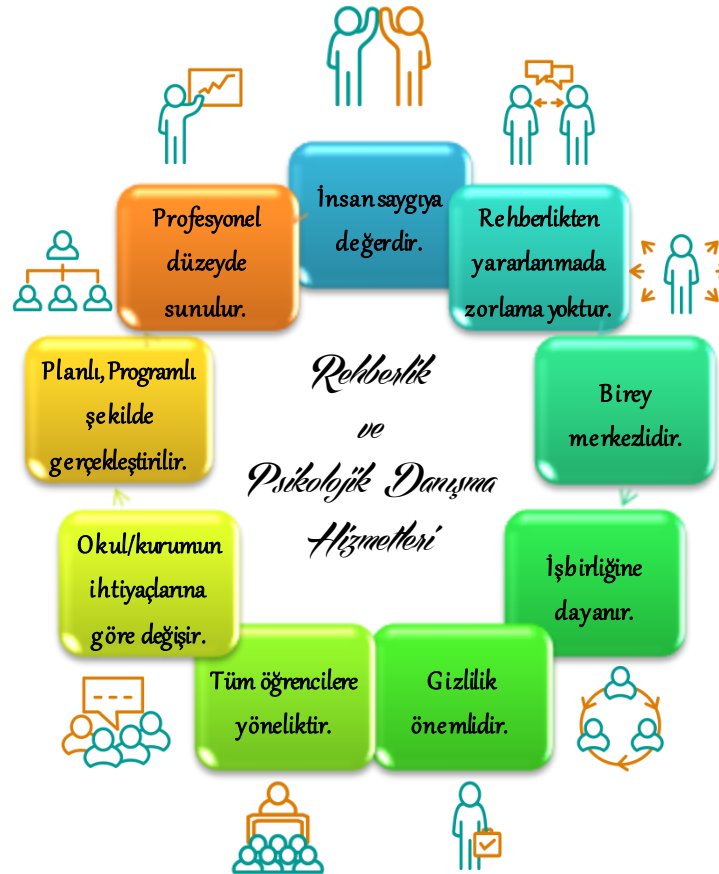 Rehberlik
ve
Psikolojik Danışma
Hizmetleri
İnsan saygıya
değerdir.
Rehberlikten
yararlanmada
zorlama yoktur.
Birey
merkezlidir.
İşbirliğine
dayanır.
Gizlilik
önemlidir.
Tüm öğrencilere
yöneliktir.
Okul/kurumun
ihtiyaçlarına
göre değişir.
Planlı, Programlı
şekilde
gerçekleştirilir.
Profesyonel
düzeyde
sunulur.